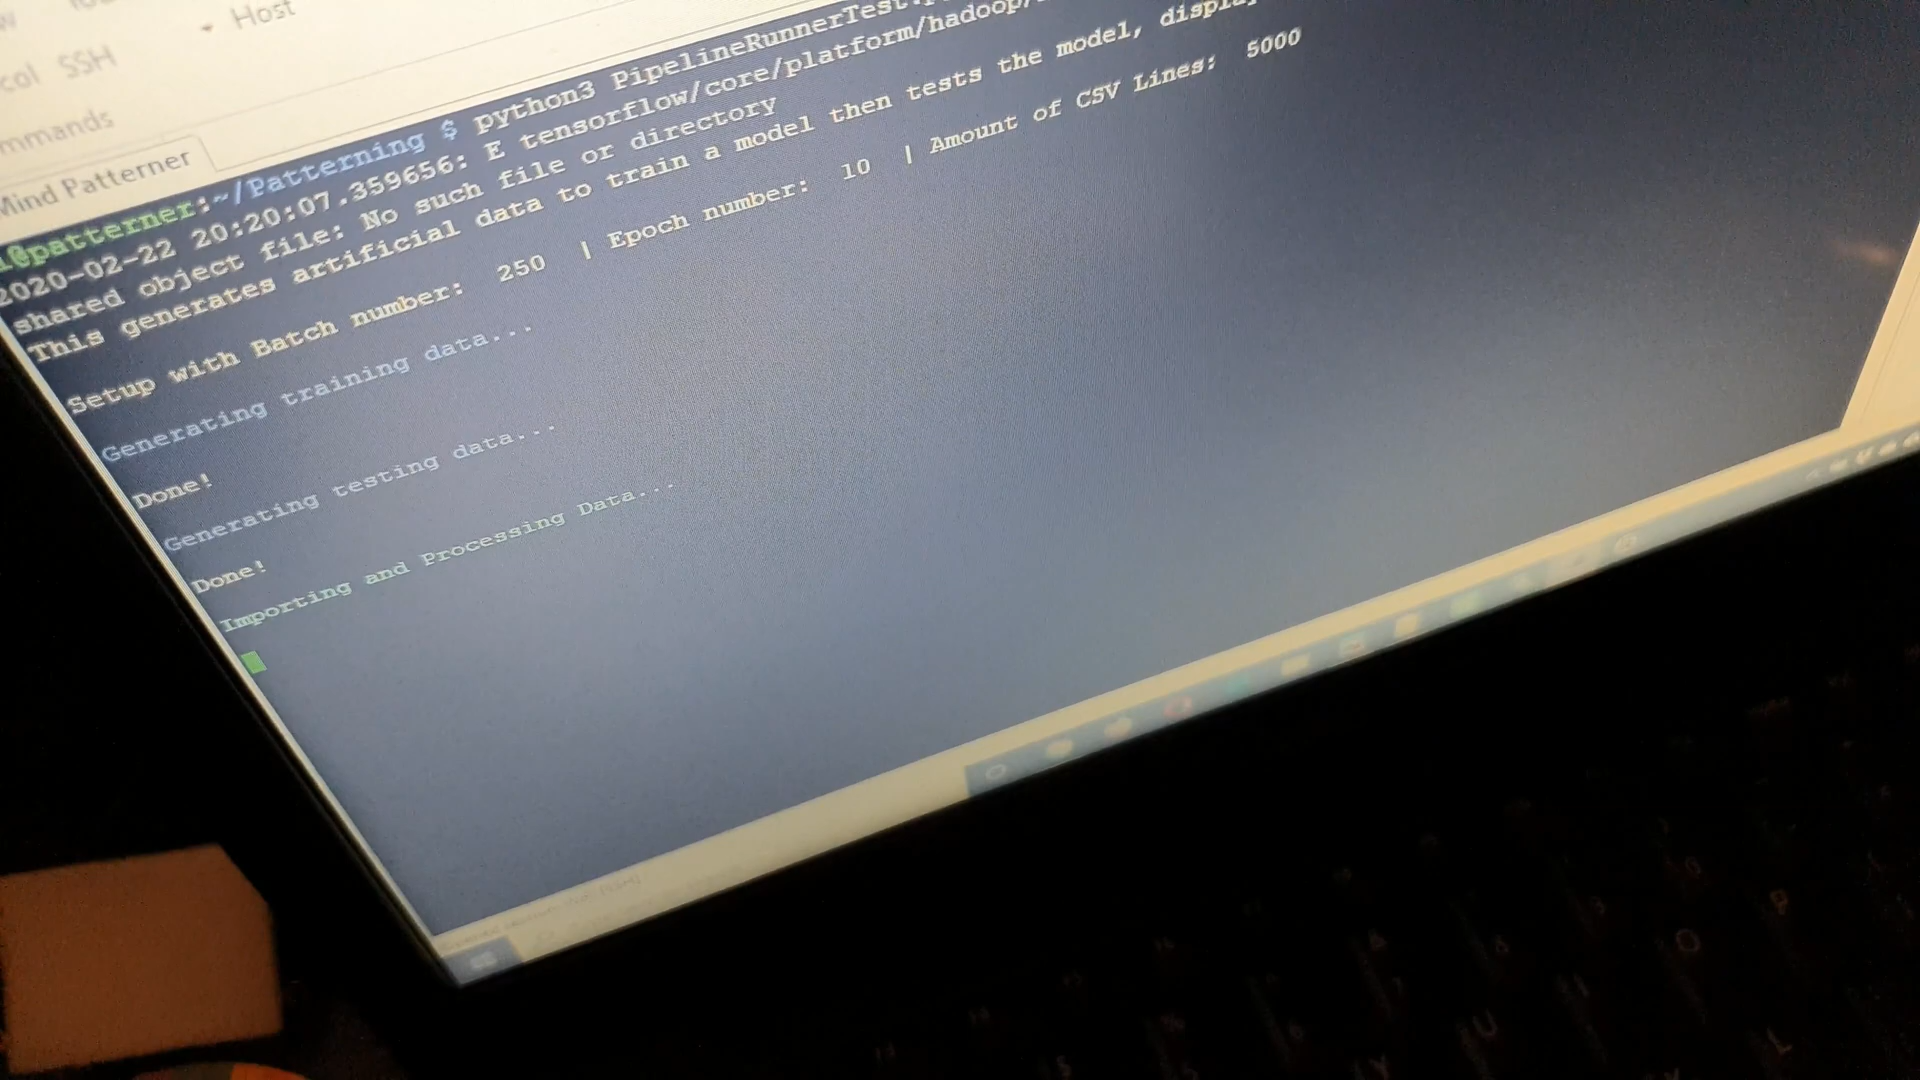 Host
SSH
Mind Patterner
@patterner:~/Patterning $ python3 PipelineRunnerTest.
2020-02-22 20:20:07.359656: E tensorflow/core/platform/hadoop/
shared object file: No such file or directory
This generates artificial data to train a model then tests the model,
Setup with Batch number: 250 | Epoch number: 10 | Amount of CSV Lines: 5000
Generating training data...
Done!
Generating testing data...
Done!
Importing and Processing Data...